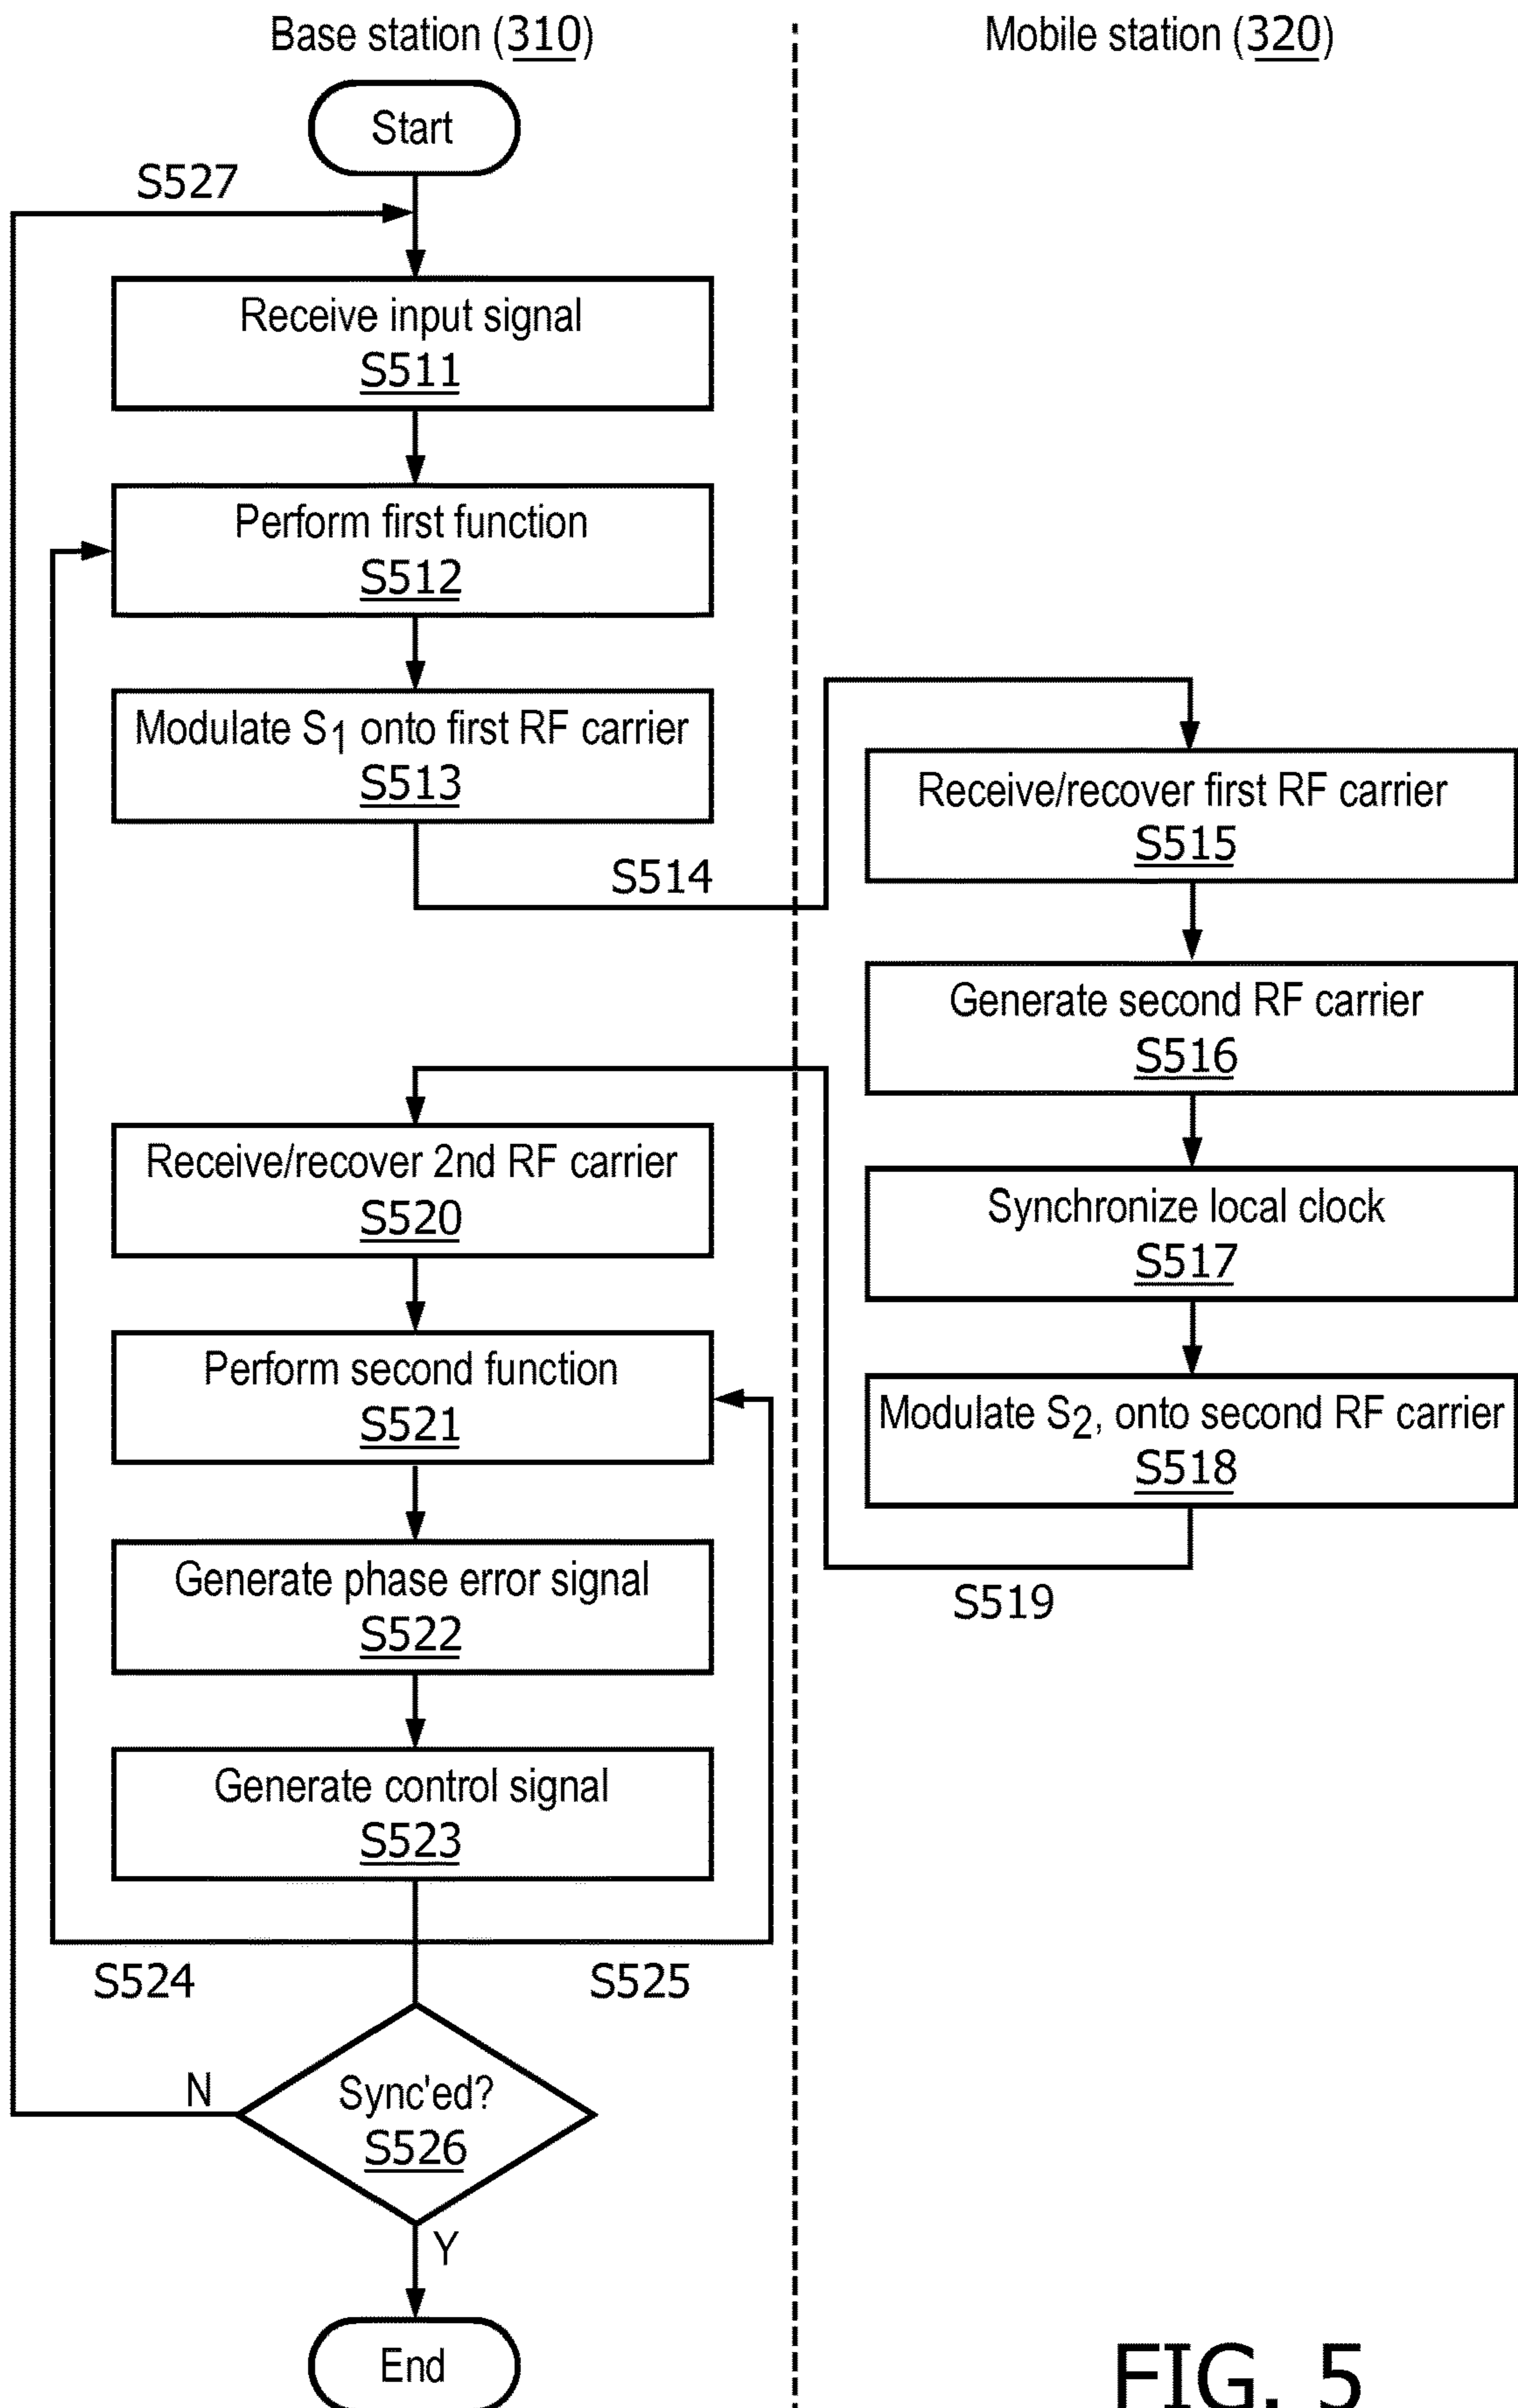 Base station (310)
Mobile station (320)
Start
S527
Receive input signal
S511
Perform first function
S512
Modulate S1 onto first RF carrier
S513
S514
Receive/recover first RF carrier
S515
Generate second RF carrier
S516
Synchronize local clock
S517
Modulate S2, onto second RF carrier
S518
S519
Receive/recover 2nd RF carrier
S520
Perform second function
S521
Generate phase error signal
S522
Generate control signal
S523
S524
S525
N
Sync'ed?
S526
Y
End
FIG. 5